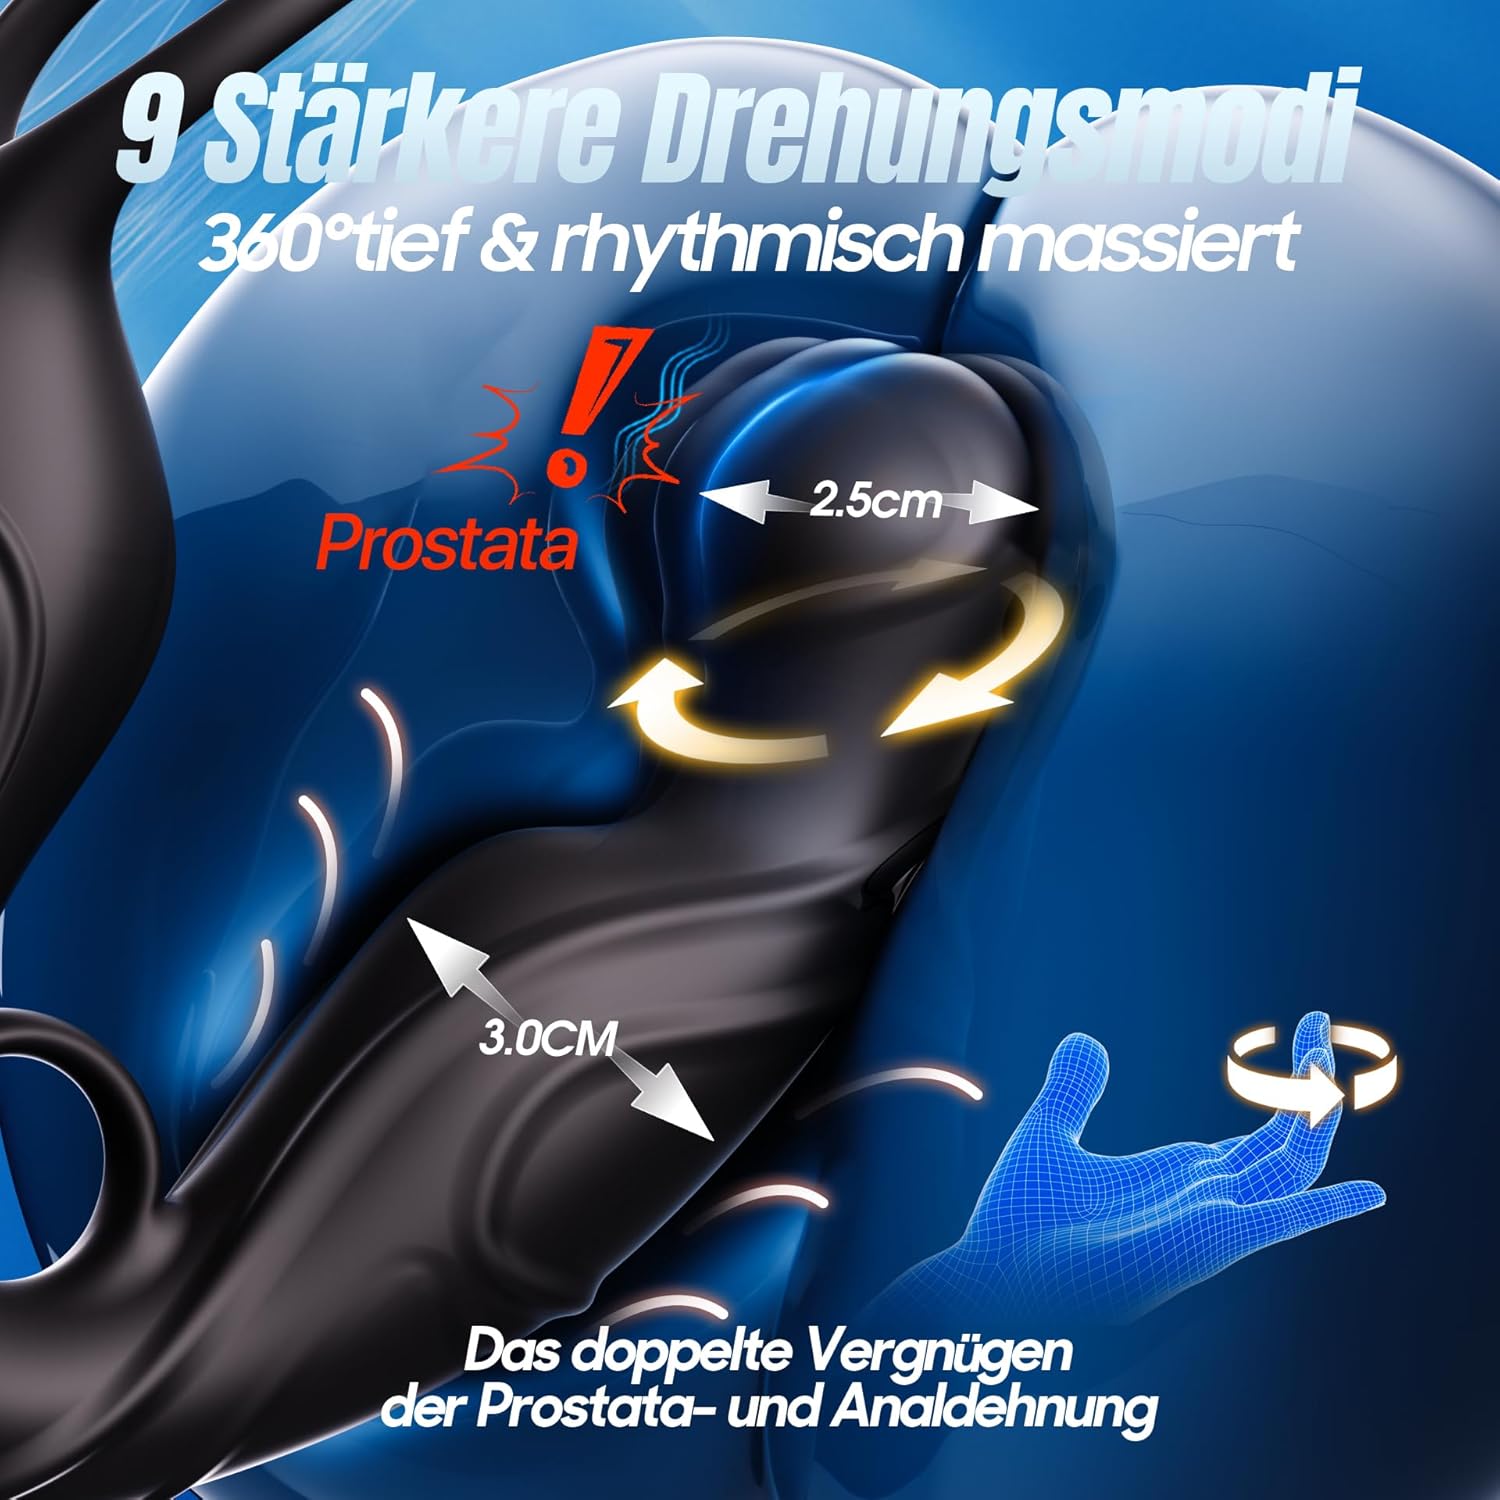 9 Stärkere Drehungsmodi
360°tief & rhythmisch massiert
Prostata
2.5cm
3.0CM
Das doppelte Vergnügen
der Prostata- und Analdehnung